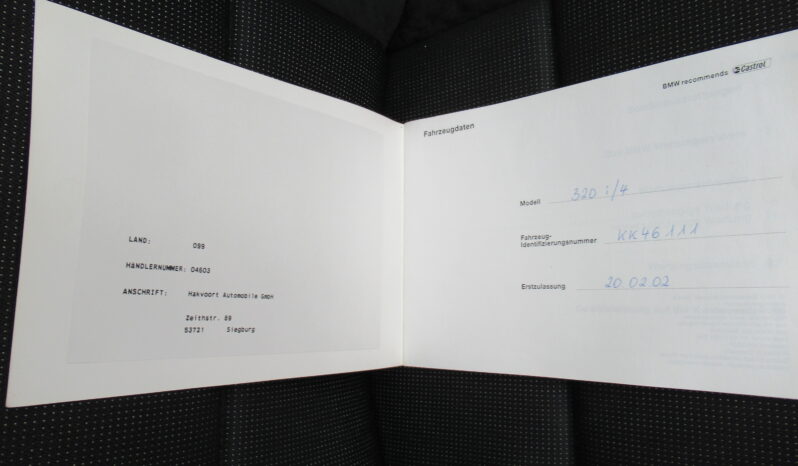 LAND: 099
HÄNDLERNUMMER: 04603
ANSCHRIFT: Hakvoort Automobile GmbH
Zeithstr. 89
53721 Siegburg
BMW recommends Castrol
Fahrzeugdaten
Modell 320 i/4
Fahrzeug-
Identifizierungsnummer KK46111
Erstzulassung 20.02.02